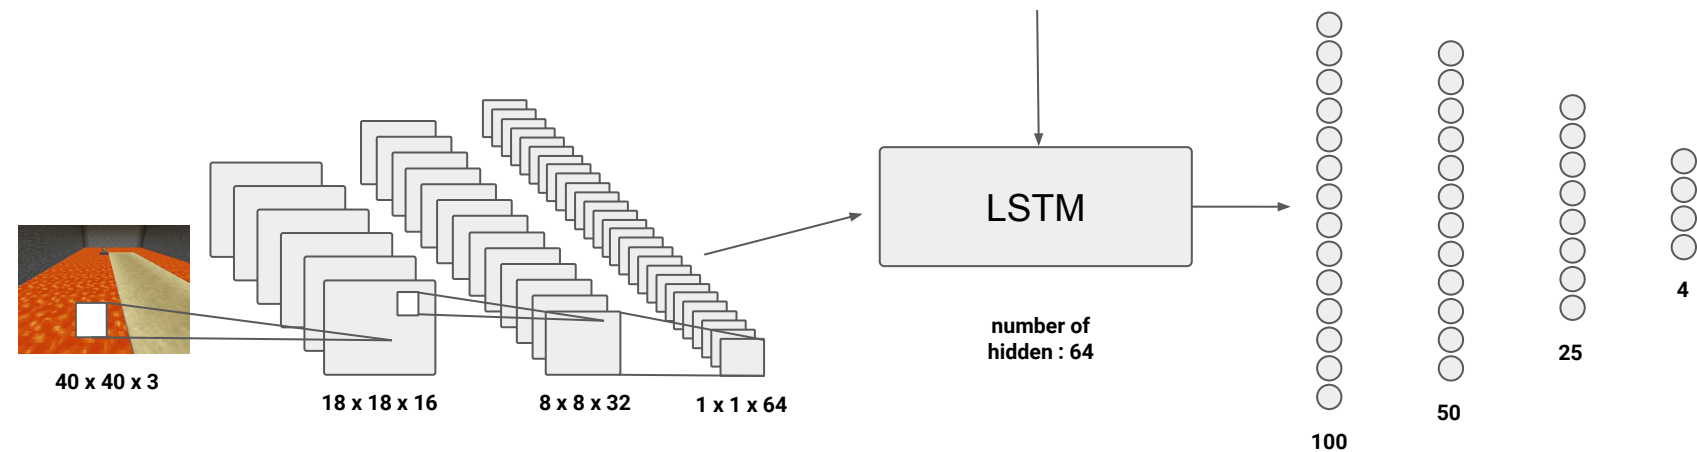 LSTM
number of
hidden : 64
40 x 40 x 3
18 x 18 x 16
8 x 8 x 32
1 x 1 x 64
100
50
25
4